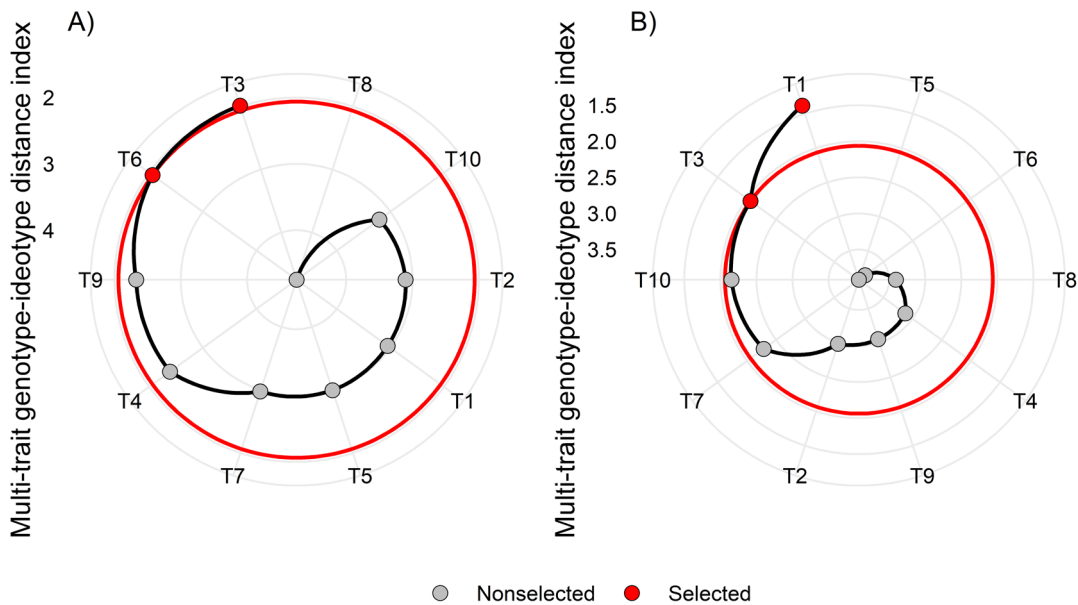 A)
Multi-trait genotype-ideotype distance index
2
3
4
T3
T8
T6
T10
T9
T2
T4
T1
T7
T5
B)
Multi-trait genotype-ideotype distance index
1.5
2.0
2.5
3.0
3.5
T1
T5
T3
T6
T10
T8
T7
T4
T2
T9
Nonselected
Selected